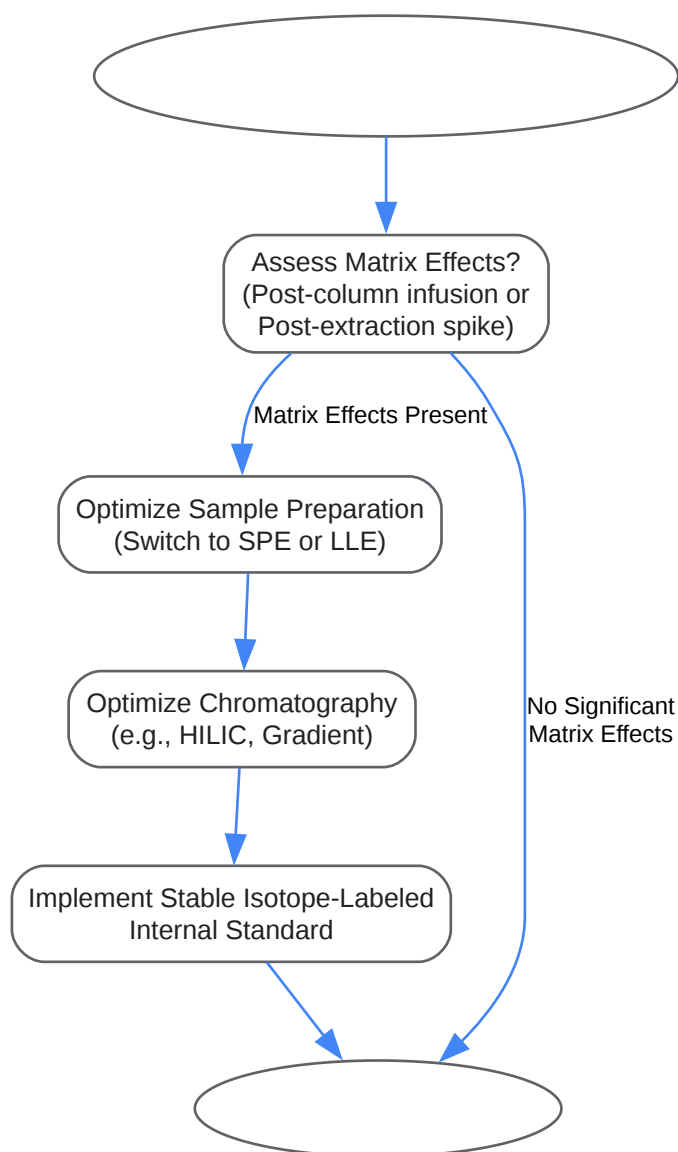 Assess Matrix Effects?
(Post-column infusion or
Post-extraction spike)
Matrix Effects Present
Optimize Sample Preparation
(Switch to SPE or LLE)
Optimize Chromatography
(e.g., HILIC, Gradient)
No Significant
Matrix Effects
Implement Stable Isotope-Labeled
Internal Standard